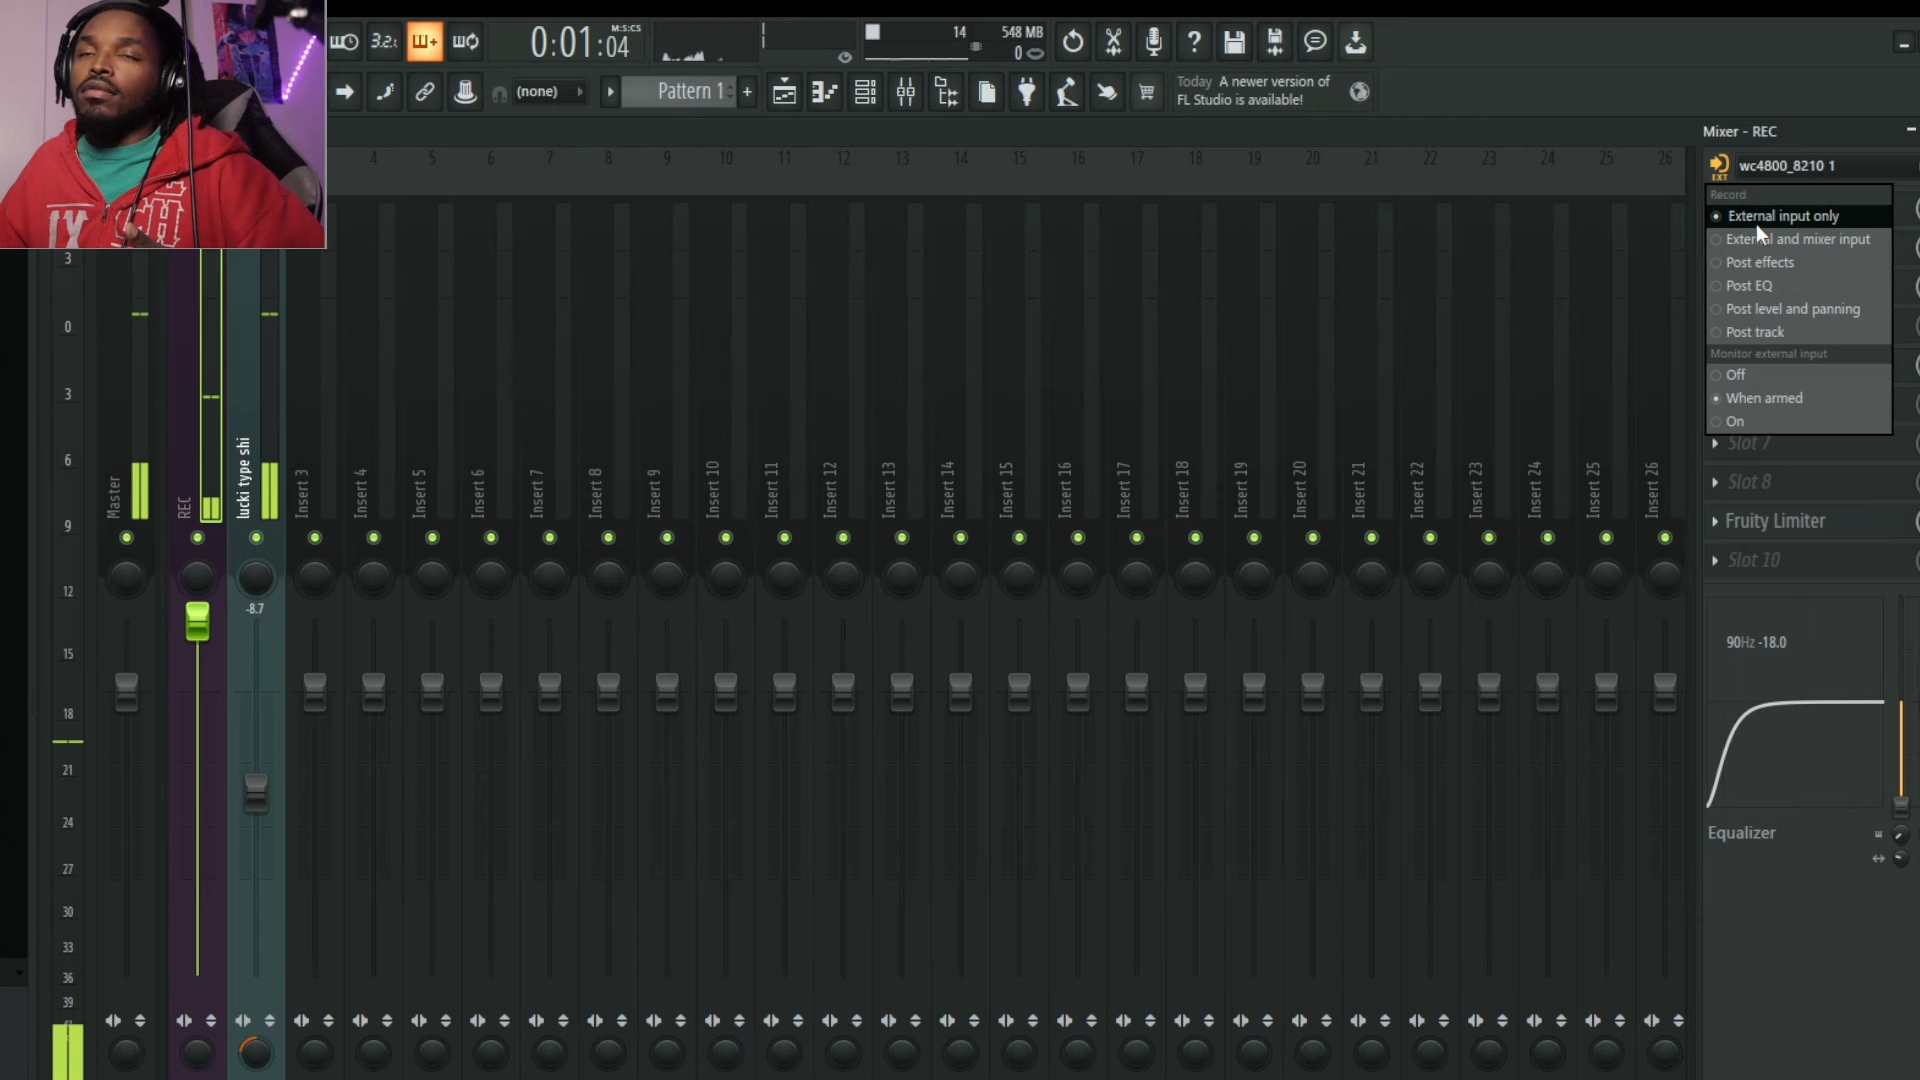 3.2.
0:01:04
M:S:CS
14
548 MB
0
(none)
Pattern 1
+
Today A newer version of
FL Studio is available!
Mixer - REC
EXT
wc4800_8210 1
Record
External input only
External and mixer input
Post effects
Post EQ
Post level and panning
Post track
Monitor external input
Off
When armed
On
Slot 7
Slot 8
Fruity Limiter
Slot 10
90Hz -18.0
Equalizer
4 5 6 7 8 9 10 11 12 13 14 15 16 17 18 19 20 21 22 23 24 25 26
3
0
3
6
9
12
15
18
21
24
27
30
33
36
39
Master
REC
lucki type shi
Insert 3
Insert 4
Insert 5
Insert 6
Insert 7
Insert 8
Insert 9
Insert 10
Insert 11
Insert 12
Insert 13
Insert 14
Insert 15
Insert 16
Insert 17
Insert 18
Insert 19
Insert 20
Insert 21
Insert 22
Insert 23
Insert 24
Insert 25
Insert 26
-8.7